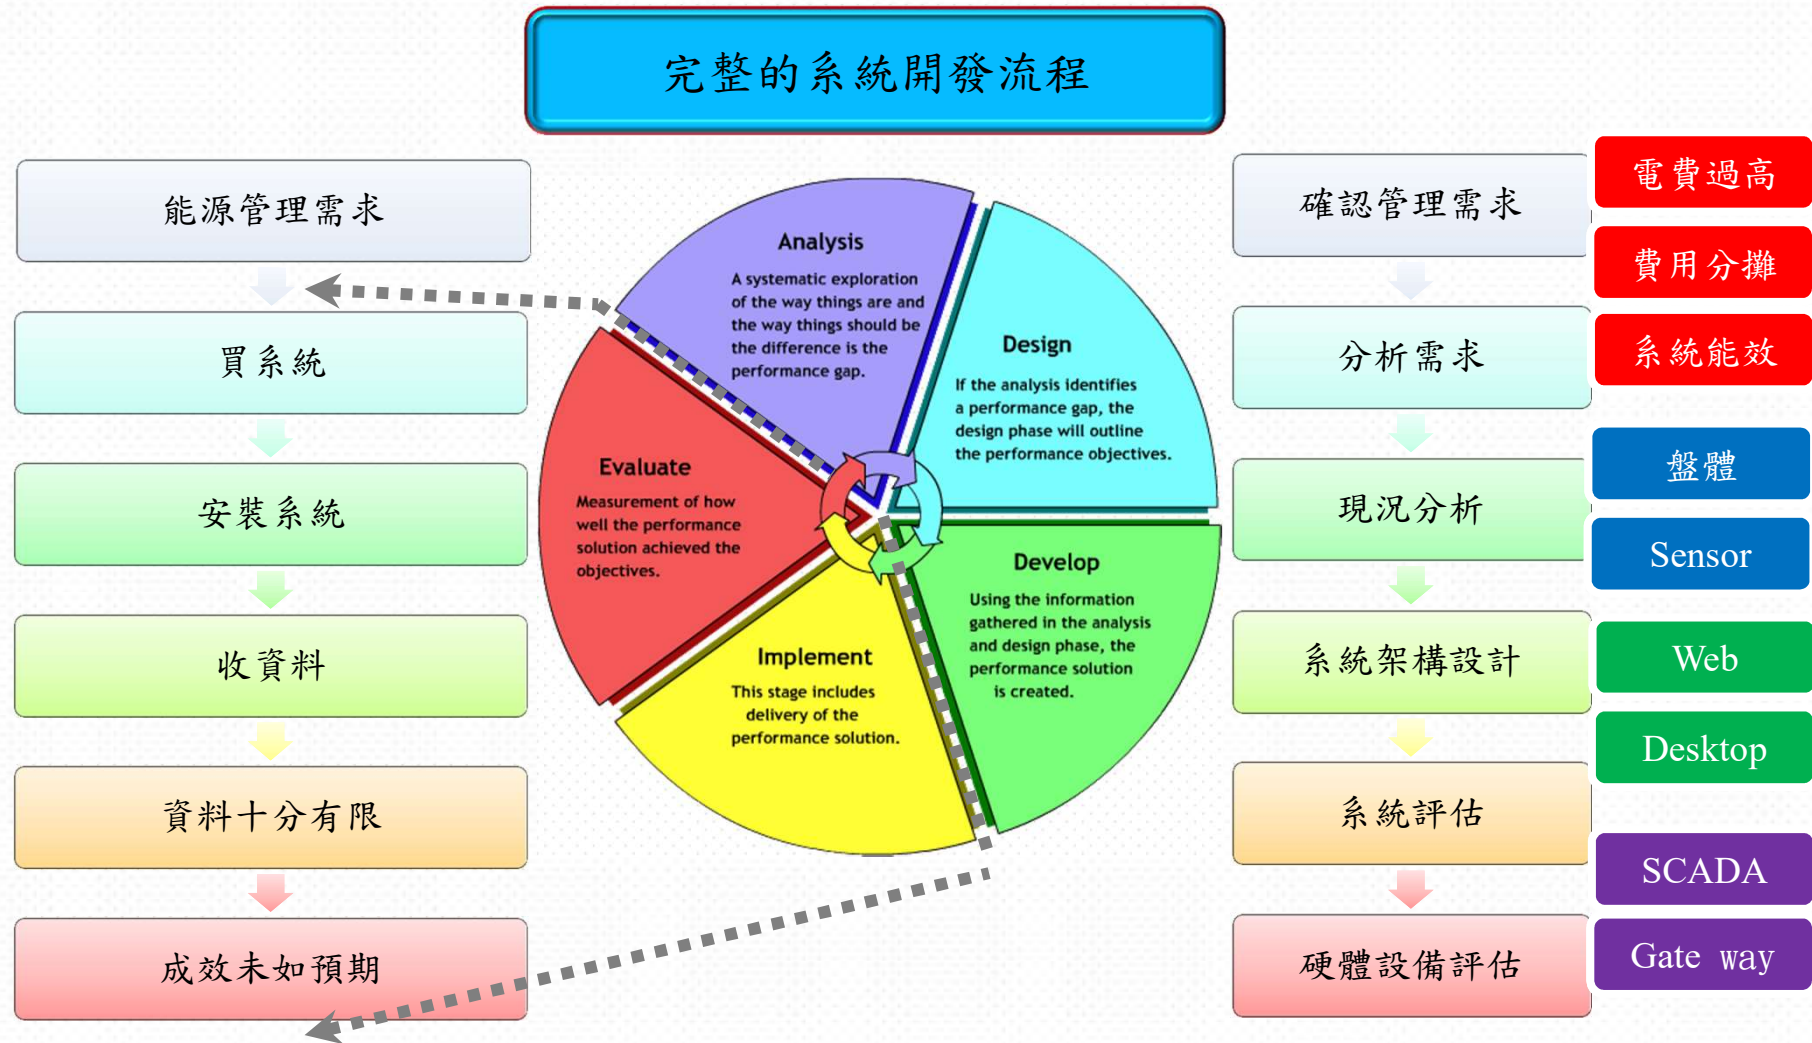 完整的系統開發流程
能源管理需求
買系統
安裝系統
收資料
資料十分有限
成效未如預期
Analysis
A systematic exploration
of the way things are and
the way things should be
the difference is the
performance gap.
Design
If the analysis identifies
a performance gap, the
design phase will outline
the performance objectives.
Develop
Using the information
gathered in the analysis
and design phase, the
performance solution
is created.
Implement
This stage includes
delivery of the
performance solution.
Evaluate
Measurement of how
well the performance
solution achieved the
objectives.
確認管理需求
分析需求
現況分析
系統架構設計
系統評估
硬體設備評估
電費過高
費用分攤
系統能效
盤體
Sensor
Web
Desktop
SCADA
Gate way